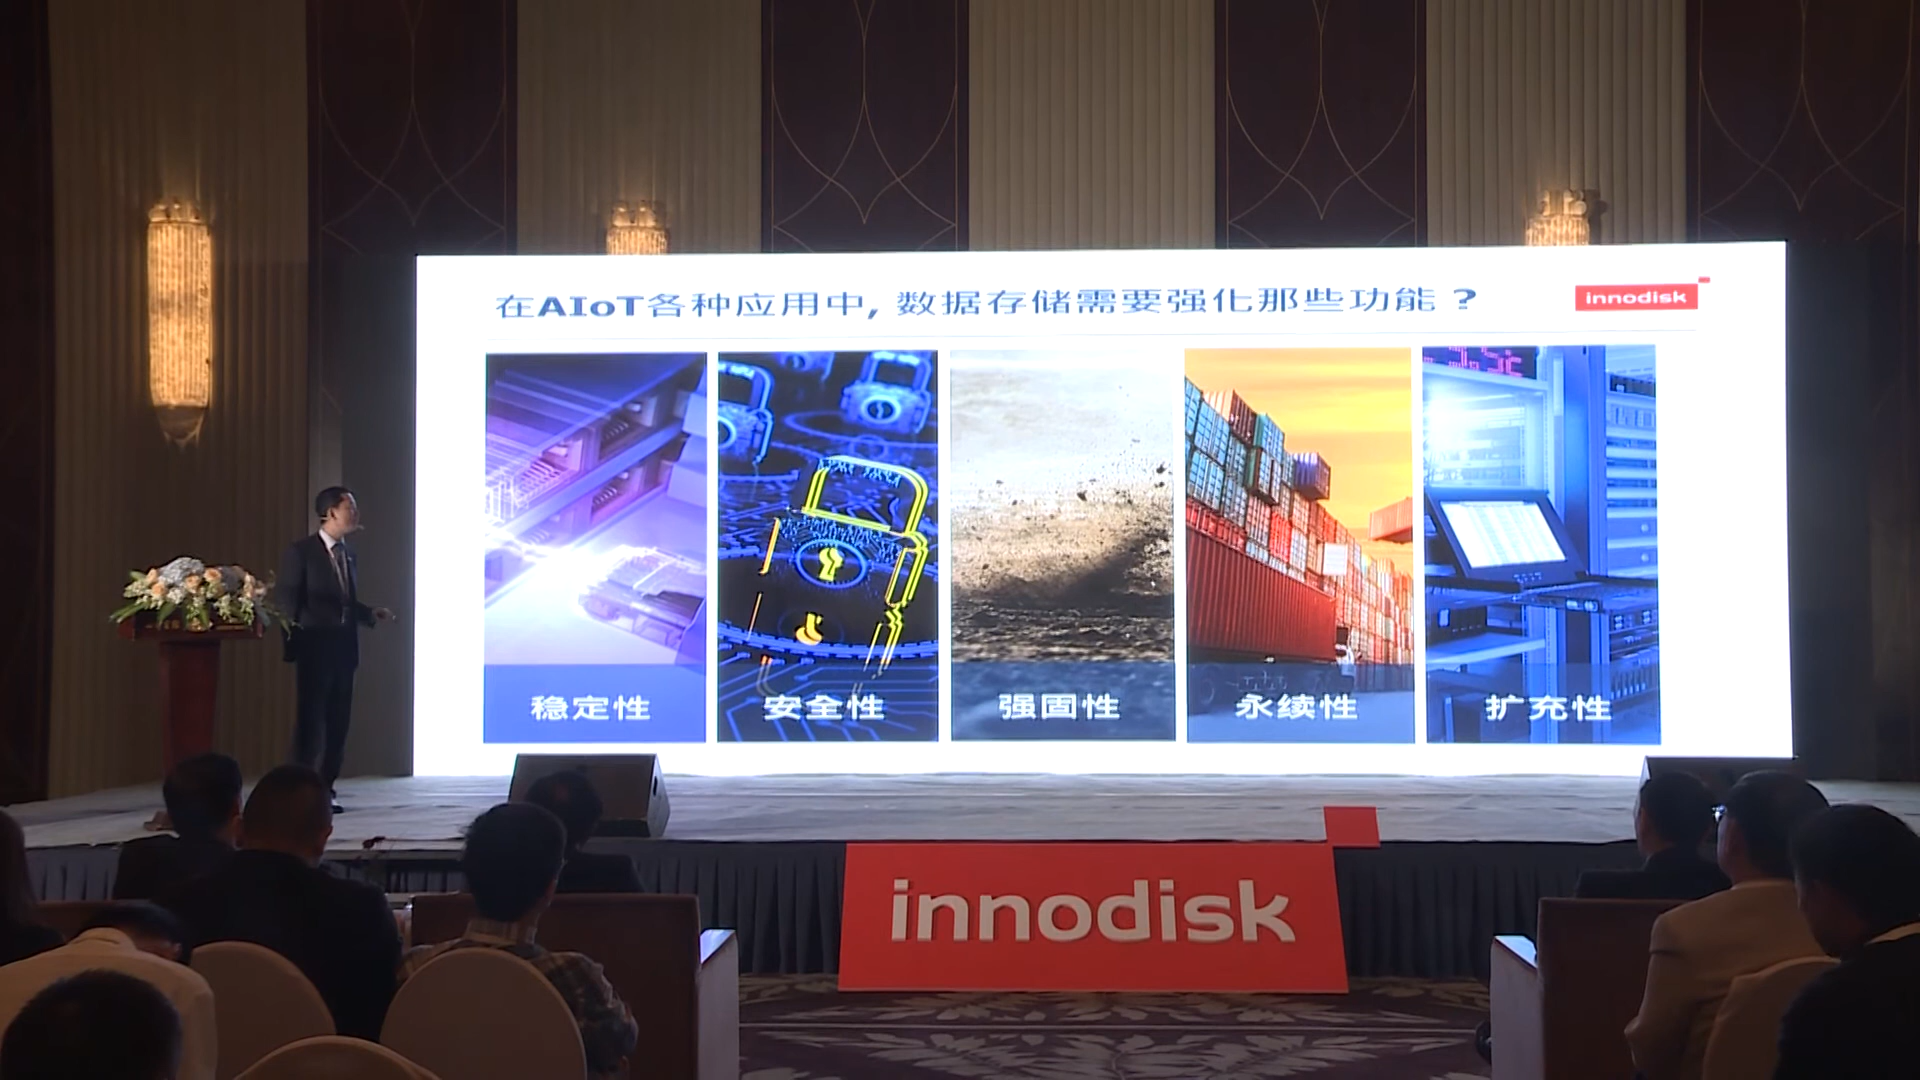 在AIoT各种应用中, 数据存储需要强化那些功能？
innodisk
稳定性
安全性
强固性
永续性
扩充性
innodisk